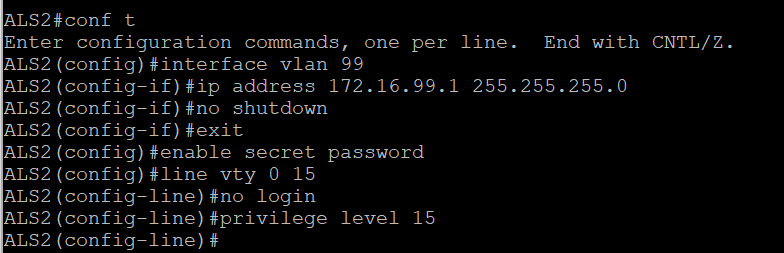 ALS2#conf t
Enter configuration commands, one per line.  End with CNTL/Z.
ALS2(config)#interface vlan 99
ALS2(config-if)#ip address 172.16.99.1 255.255.255.0
ALS2(config-if)#no shutdown
ALS2(config-if)#exit
ALS2(config)#enable secret password
ALS2(config)#line vty 0 15
ALS2(config-line)#no login
ALS2(config-line)#privilege level 15
ALS2(config-line)#